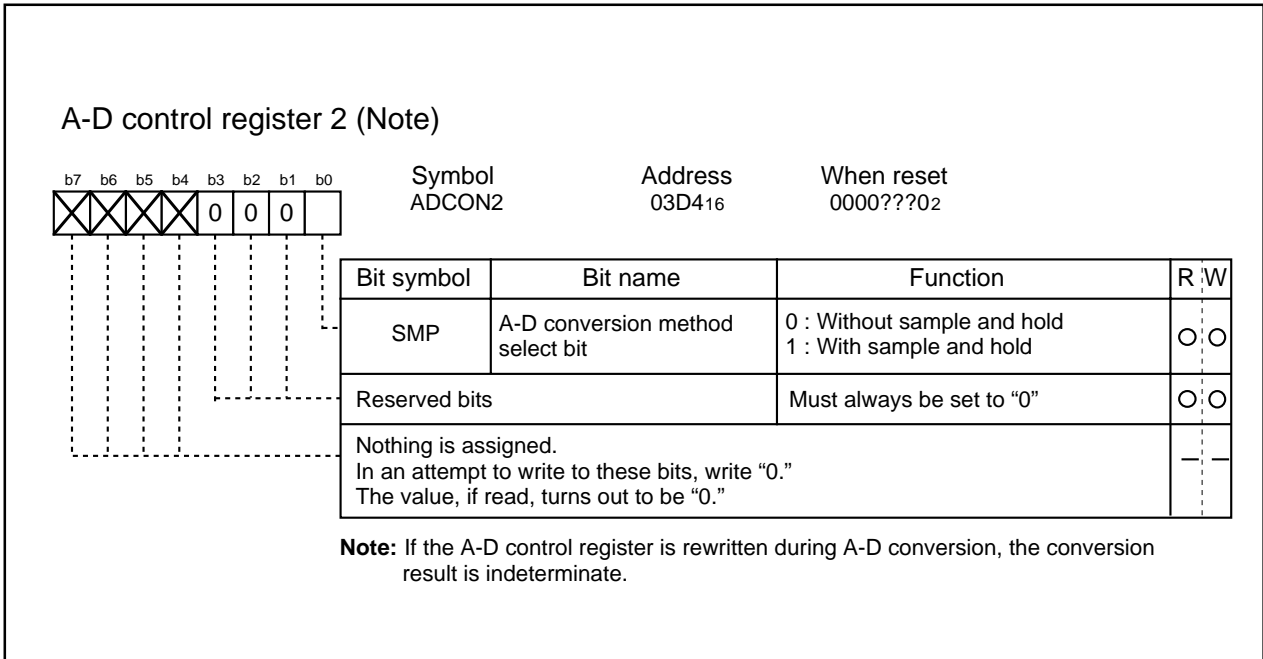 A-D control register 2 (Note)
b7 b6 b5 b4 b3 b2 b1 b0
Symbol Address When reset
ADCON2 03D416 0000???02
0 0 0
Bit symbol Bit name Function R W
SMP A-D conversion method select bit 0 : Without sample and hold
1 : With sample and hold
Reserved bits Must always be set to “0”
Nothing is assigned.
In an attempt to write to these bits, write “0.”
The value, if read, turns out to be “0.”
Note: If the A-D control register is rewritten during A-D conversion, the conversion
result is indeterminate.